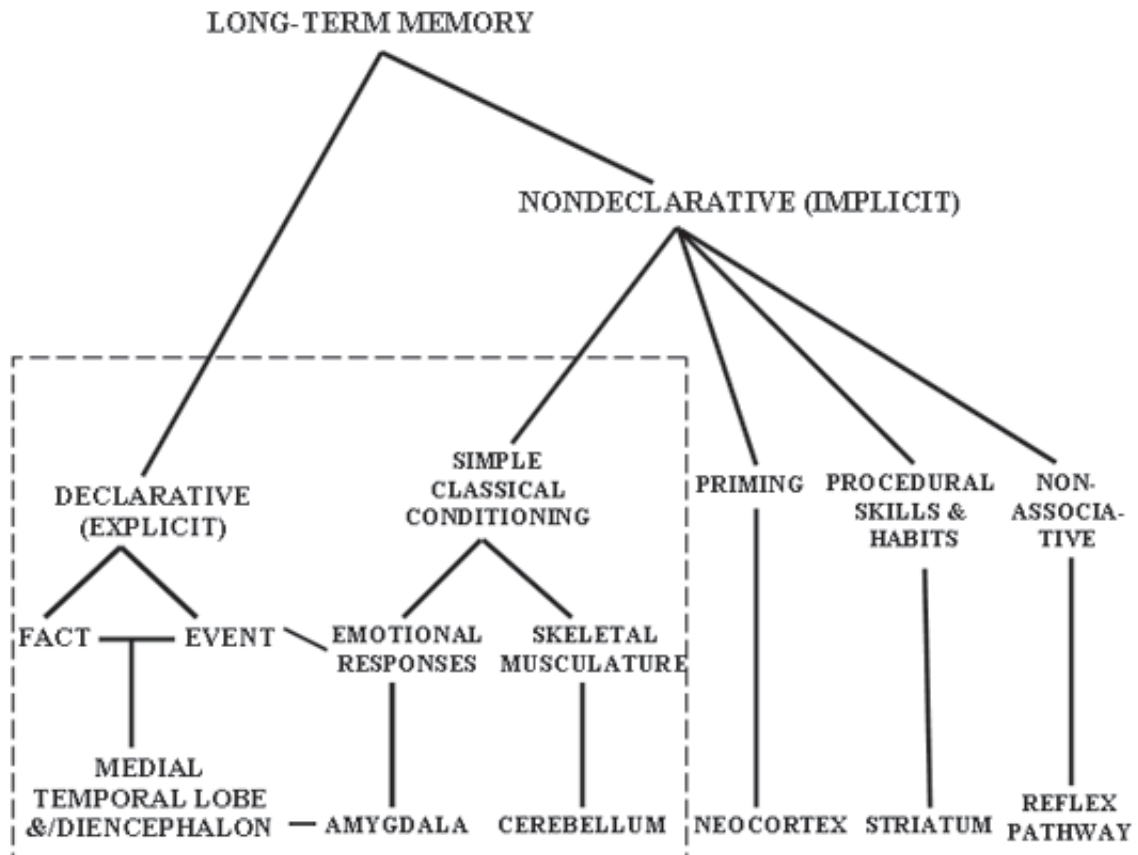 LONG-TERM MEMORY
NONDECLARATIVE (IMPLICIT)
DECLARATIVE
(EXPLICIT)
SIMPLE
CLASSICAL
CONDITIONING
PRIMING
PROCEDURAL
SKILLS &
HABITS
NON-
ASSOCIA-
TIVE
FACT
EVENT
EMOTIONAL
RESPONSES
SKELETAL
MUSCULATURE
MEDIAL
TEMPORAL LOBE
&/DIENCEPHALON
AMYGDALA
CEREBELLUM
NEOCORTEX
STRIATUM
REFLEX
PATHWAY